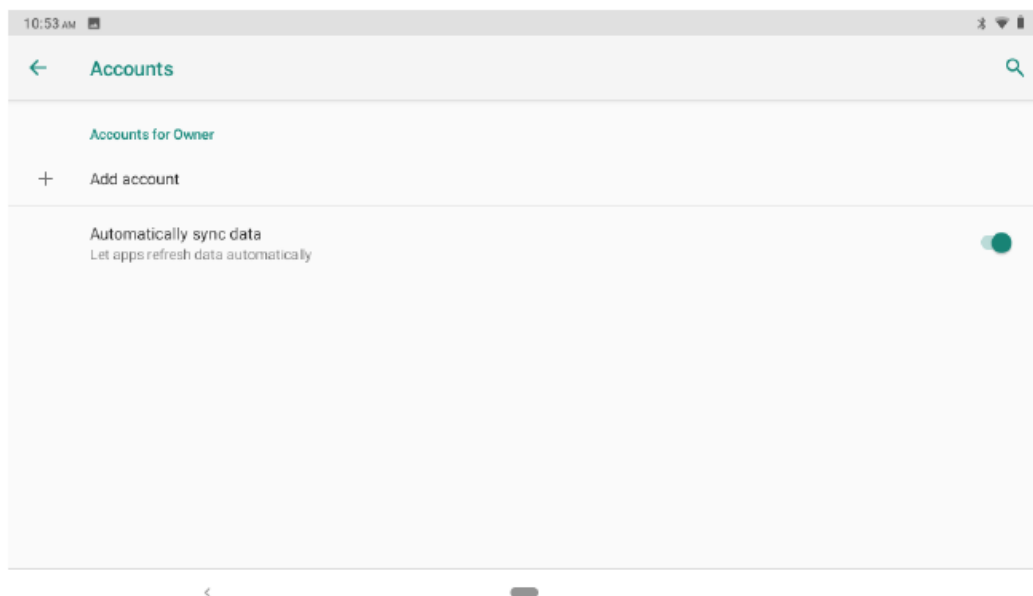 10:53 AM
Accounts
Accounts for Owner
Add account
Automatically sync data
Let apps refresh data automatically